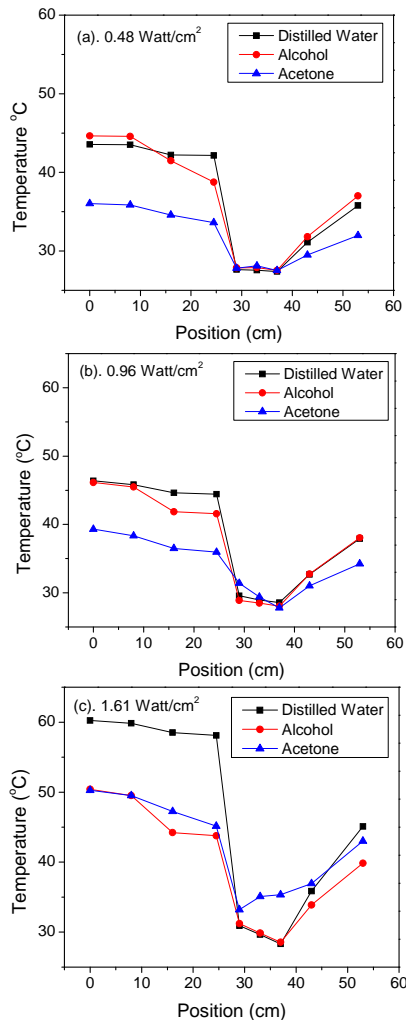 (a). 0.48 Watt/cm²
Distilled Water
Alcohol
Acetone
Temperature °C
60
50
40
30
0 10 20 30 40 50 60
Position (cm)
(b). 0.96 Watt/cm²
Distilled Water
Alcohol
Acetone
Temperature (°C)
60
50
40
30
0 10 20 30 40 50 60
Position (cm)
(c). 1.61 Watt/cm²
Distilled Water
Alcohol
Acetone
Temperature (°C)
60
50
40
30
0 10 20 30 40 50 60
Position (cm)